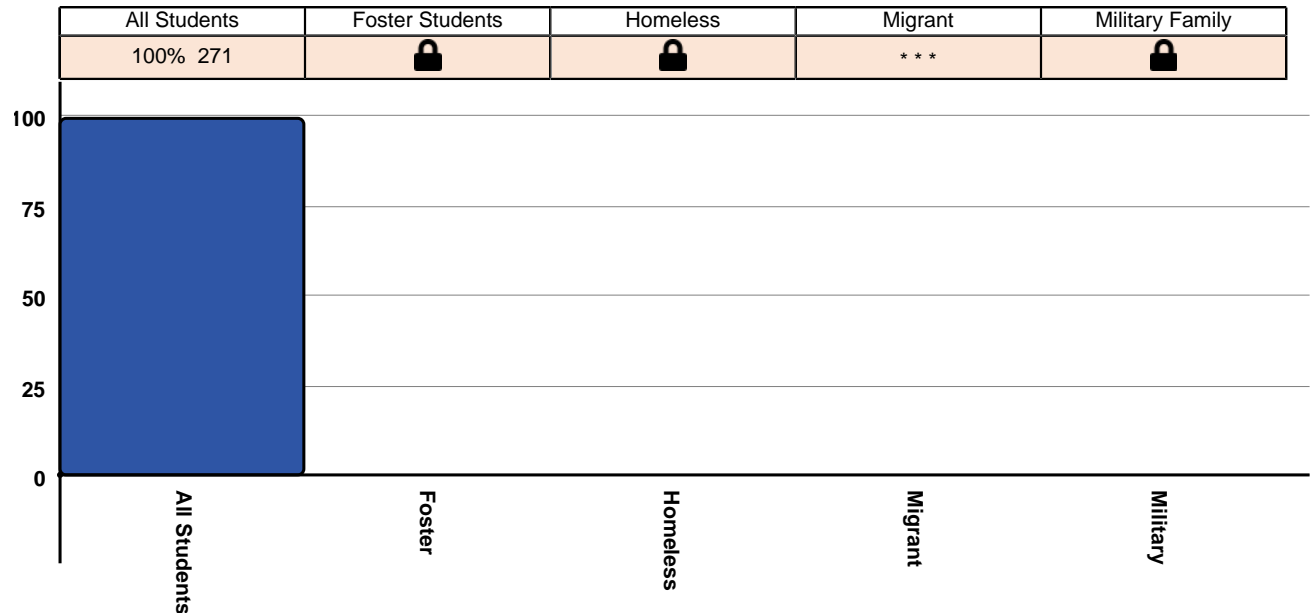 All Students Foster Students Homeless Migrant Military Family
100% 271 * * *
100
75
50
25
0
All Students
Foster
Homeless
Migrant
Military